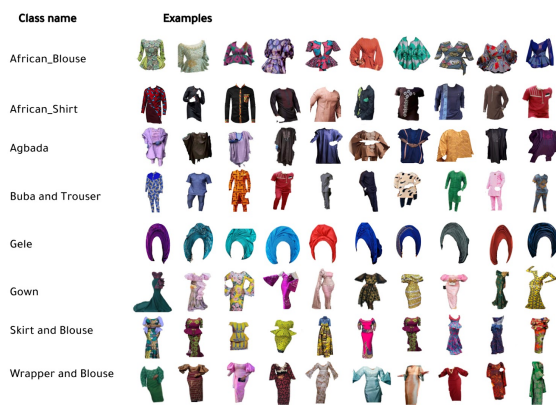 Class name Examples
African_Blouse
African_Shirt
Agbada
Buba and Trouser
Gele
Gown
Skirt and Blouse
Wrapper and Blouse